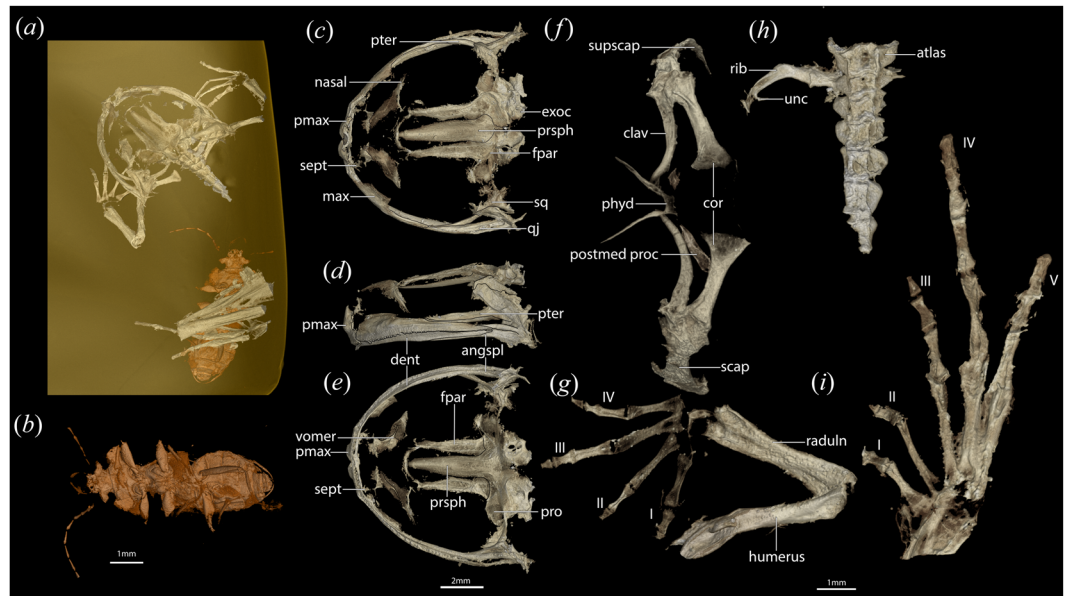 (a)
(b)
1mm
(c)
pter
nasal
pmax
sept
max
exoc
prsph
fpar
sq
qj
(d)
pmax
pter
dent
angspl
(e)
fpar
vomer
pmax
sept
prsph
pro
2mm
(f)
supscap
clav
phyd
cor
postmed proc
scap
(g)
IV
III
II
I
raduln
humerus
1mm
(h)
atlas
rib
unc
(i)
IV
III
V
II
I